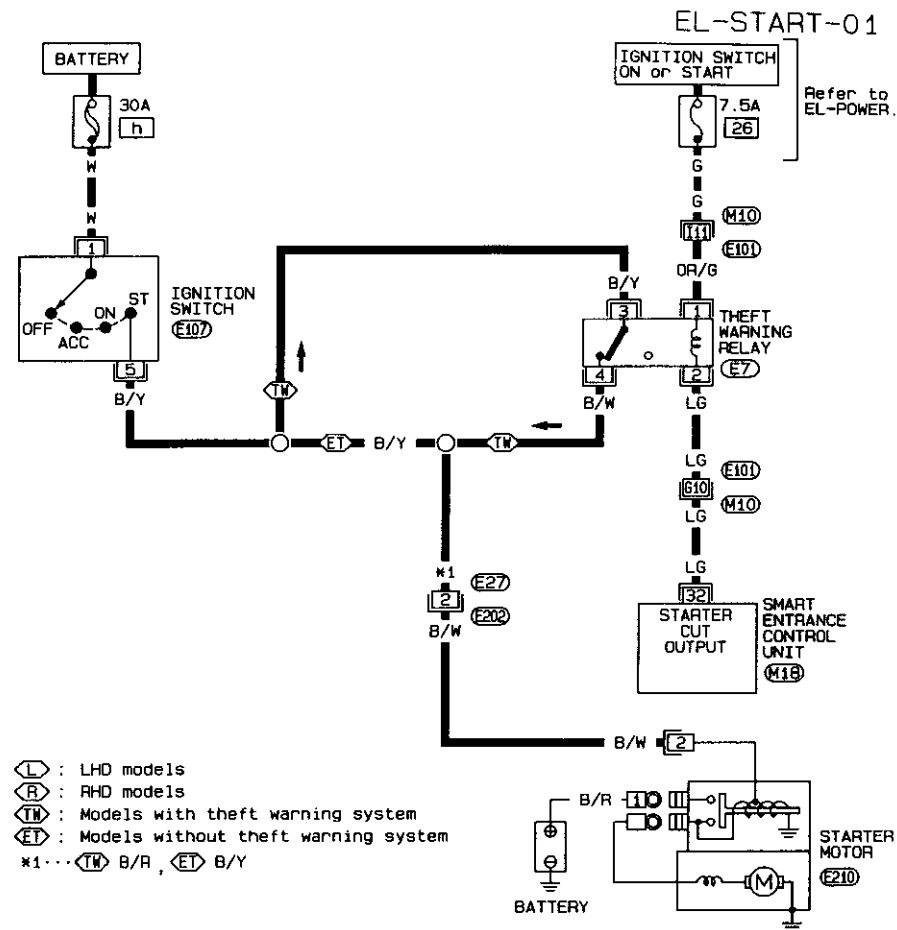 EL-START-01
BATTERY
30A
h
W
W
1
OFF
ACC
ON
ST
IGNITION
SWITCH
E107
5
B/Y
IGNITION SWITCH
ON or START
7.5A
26
Refer to
EL-POWER.
G
G
I11
M10
E101
OR/G
B/Y
3
1
THEFT
WARNING
RELAY
E7
4
2
B/W
LG
TW
ET
B/Y
TW
LG
E101
G10
M10
LG
LG
32
STARTER
CUT
OUTPUT
SMART
ENTRANCE
CONTROL
UNIT
M18
*1
E27
2
E202
B/W
B/W
2
B/R
1
M
STARTER
MOTOR
E210
BATTERY
L : LHD models
R : RHD models
TW : Models with theft warning system
ET : Models without theft warning system
*1··· TW B/R , ET B/Y